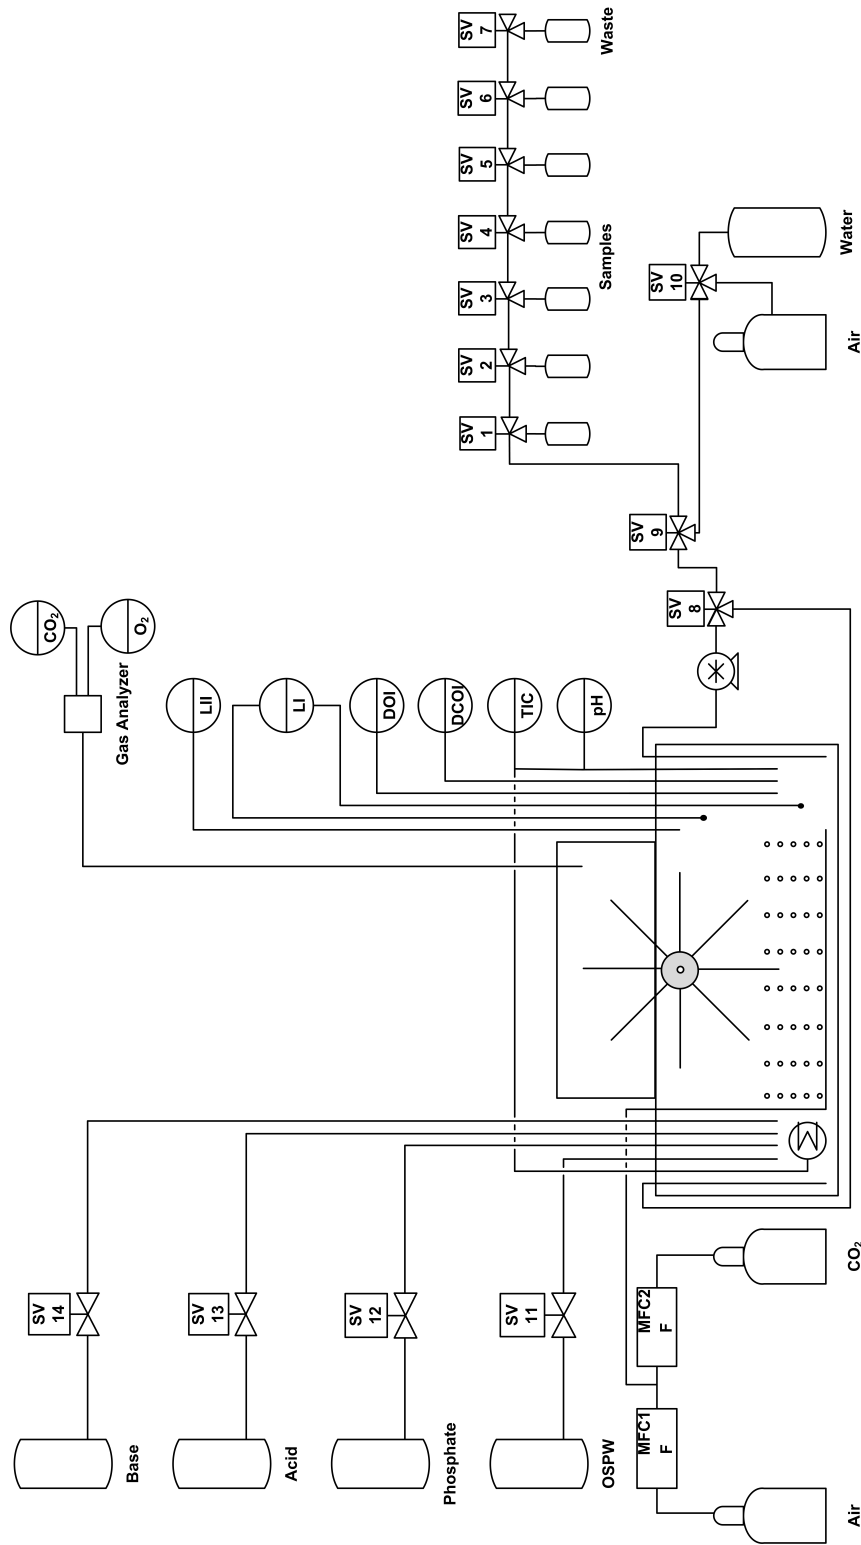 SV
14
CO₂
Gas Analyzer
O₂
Base
SV
13
LII
Acid
LI
SV
12
DOI
DCOI
Phosphate
SV
11
TIC
pH
OSPW
SV
1
SV
2
SV
3
SV
4
SV
5
SV
6
SV
7
Samples
Waste
MFC1
F
MFC2
F
SV
8
SV
9
SV
10
Air
CO₂
Air
Water